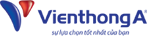 VienthongA
sự lựa chọn tốt nhất của bạn